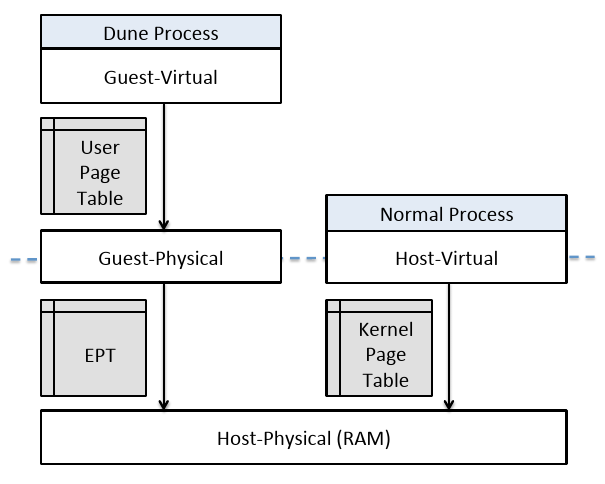 Dune Process
Guest-Virtual
User
Page
Table
Normal Process
Guest-Physical
Host-Virtual
EPT
Kernel
Page
Table
Host-Physical (RAM)